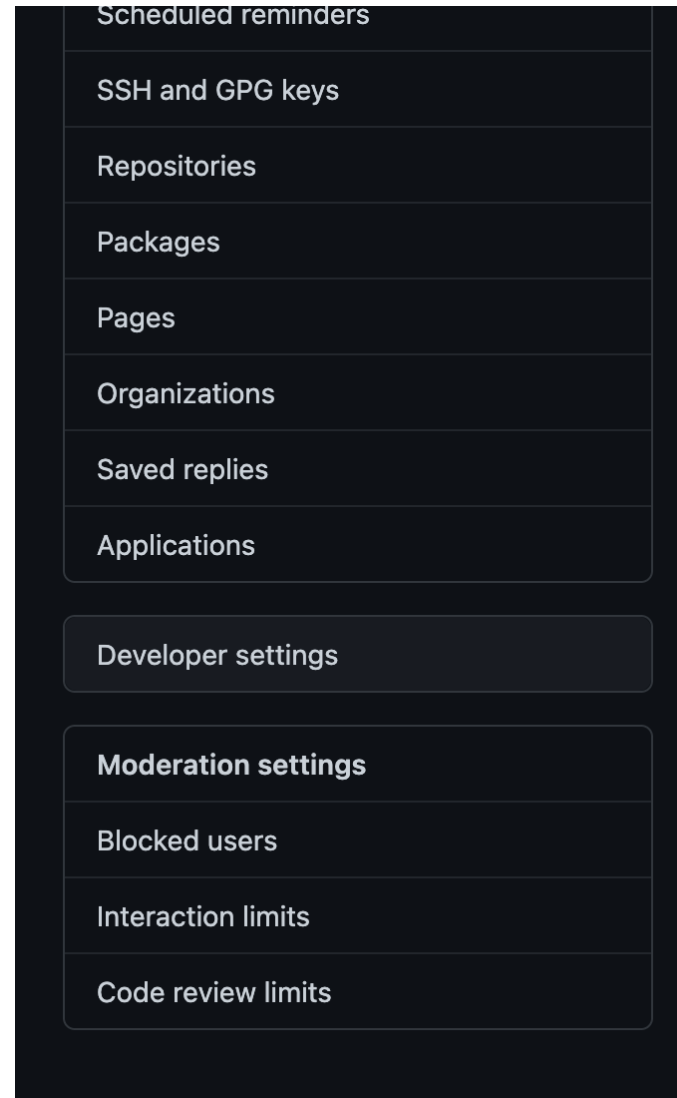 Scheduled reminders
SSH and GPG keys
Repositories
Packages
Pages
Organizations
Saved replies
Applications
Developer settings
Moderation settings
Blocked users
Interaction limits
Code review limits